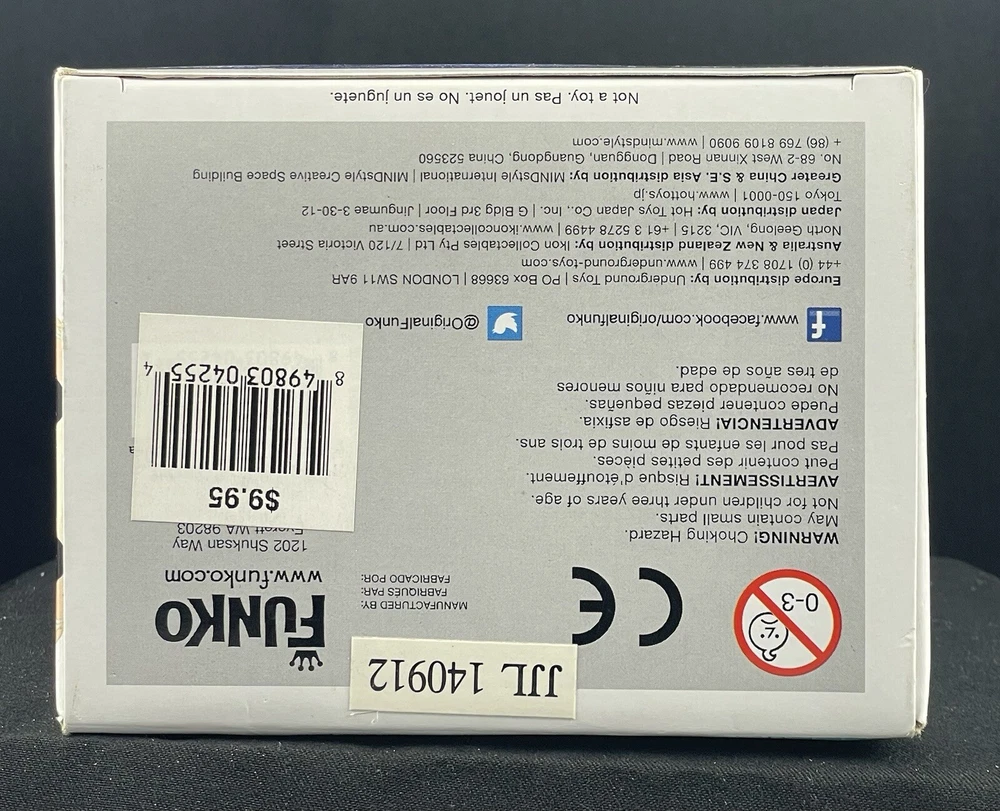 JJL 140912
FUNKO
www.funko.com
1202 Shuksan Way
Everett WA 98203
MANUFACTURED BY:
FABRIQUÉS PAR:
FABRICADO POR:
CE
0-3
$9.95
8 49803 04255 4
WARNING! Choking Hazard.
May contain small parts.
Not for children under three years of age.
AVERTISSEMENT! Risque d'étouffement.
Peut contenir des petites pièces.
Pas pour les enfants de moins de trois ans.
ADVERTENCIA! Riesgo de asfixia.
Puede contener piezas pequeñas.
No recomendado para niños menores
de tres años de edad.
f www.facebook.com/originalfunko
@OriginalFunko
Europe distribution by: Underground Toys | PO Box 63668 | LONDON SW11 9AR
+44 (0) 1708 374 499 | www.underground-toys.com
Australia & New Zealand distribution by: Ikon Collectables Pty Ltd | 7/120 Victoria Street
North Geelong, VIC, 3215 | +61 3 5278 4499 | www.ikoncollectables.com.au
Japan distribution by: Hot Toys Japan Co., Inc. | G Bldg 3rd Floor | Jingumae 3-30-12
Tokyo 150-0001 | www.hottoys.jp
Greater China & S.E. Asia distribution by: MINDstyle International | MINDstyle Creative Space Building
No. 68-2 West Xinnan Road | Dongguan, Guangdong, China 523560
+ (86) 769 8109 9090 | www.mindstyle.com
Not a toy. Pas un jouet. No es un juguete.